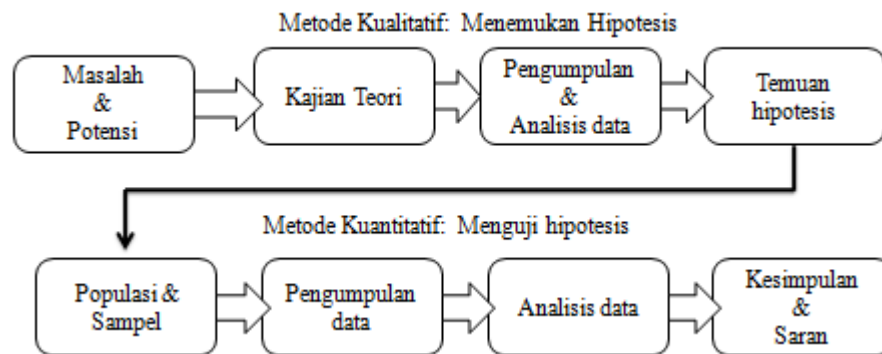 Metode Kualitatif: Menemukan Hipotesis
Masalah
&
Potensi
Kajian Teori
Pengumpulan
&
Analisis data
Temuan
hipotesis
Metode Kuantitatif: Menguji hipotesis
Populasi &
Sampel
Pengumpulan
data
Analisis data
Kesimpulan
&
Saran